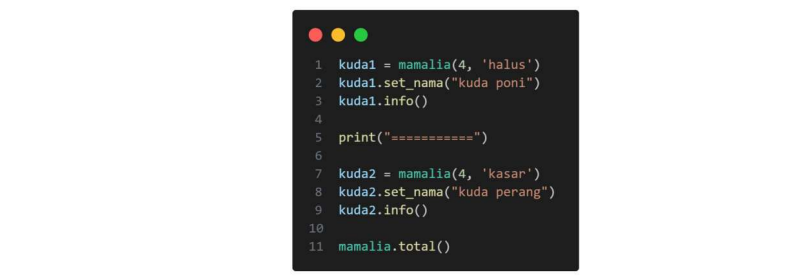 1 kuda1 = mamalia(4, 'halus')
2 kuda1.set_nama("kuda poni")
3 kuda1.info()
4
5 print("===========")
6
7 kuda2 = mamalia(4, 'kasar')
8 kuda2.set_nama("kuda perang")
9 kuda2.info()
10
11 mamalia.total()